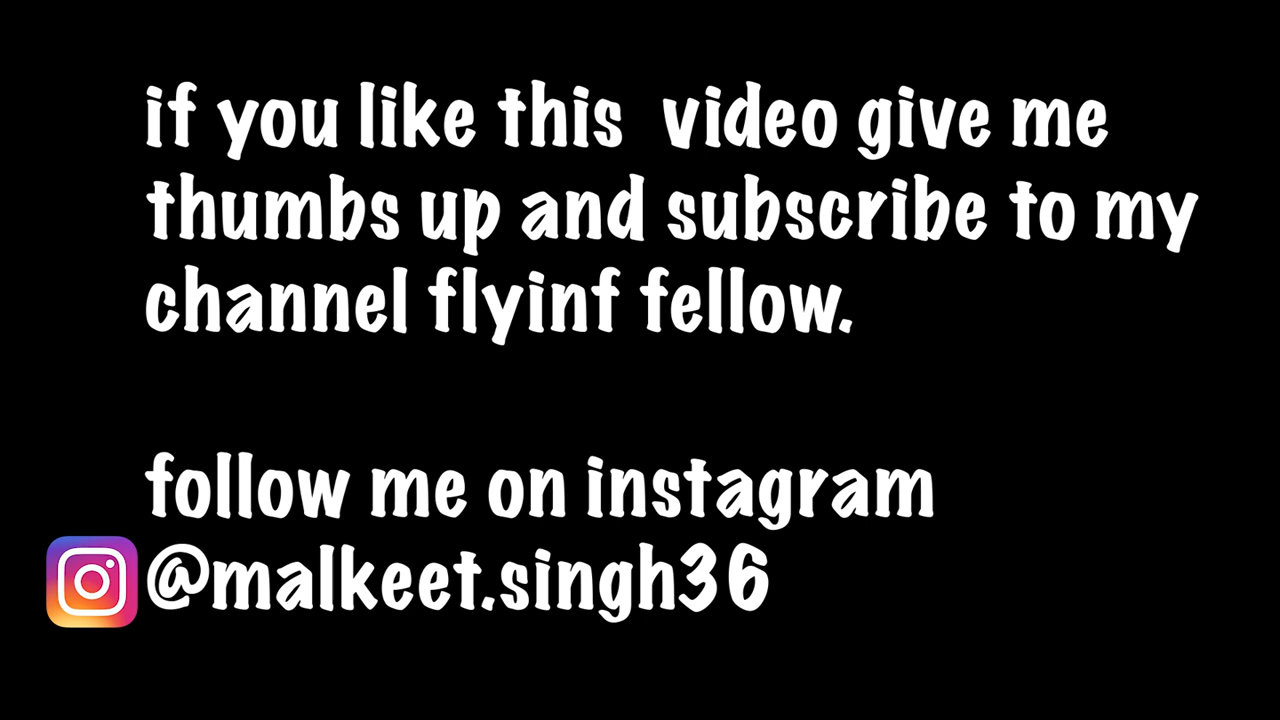 if you like this  video give me
thumbs up and subscribe to my
channel flyinf fellow.
follow me on instagram
@malkeet.singh36